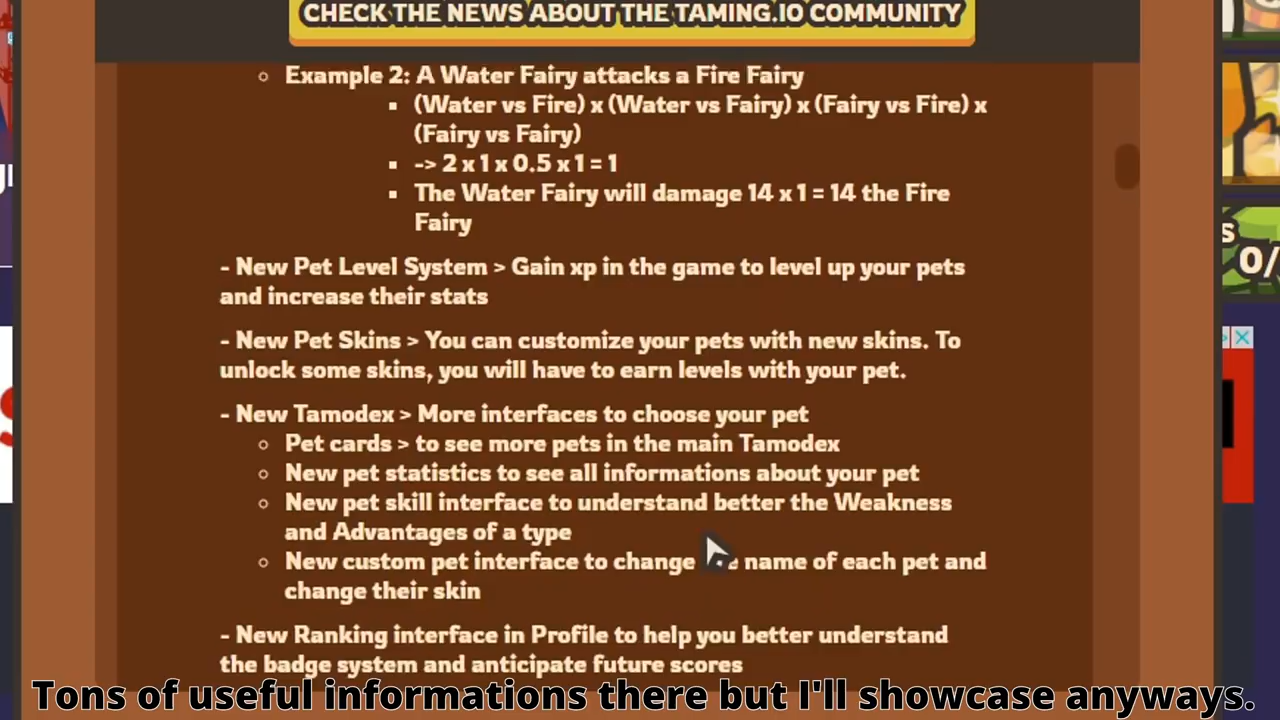 CHECK THE NEWS ABOUT THE TAMING.IO COMMUNITY
○ Example 2: A Water Fairy attacks a Fire Fairy
▪ (Water vs Fire) x (Water vs Fairy) x (Fairy vs Fire) x
(Fairy vs Fairy)
▪ -> 2 x 1 x 0.5 x 1 = 1
▪ The Water Fairy will damage 14 x 1 = 14 the Fire
Fairy
- New Pet Level System > Gain xp in the game to level up your pets
and increase their stats
- New Pet Skins > You can customize your pets with new skins. To
unlock some skins, you will have to earn levels with your pet.
- New Tamodex > More interfaces to choose your pet
○ Pet cards > to see more pets in the main Tamodex
○ New pet statistics to see all informations about your pet
○ New pet skill interface to understand better the Weakness
and Advantages of a type
○ New custom pet interface to change name of each pet and
change their skin
- New Ranking interface in Profile to help you better understand
the badge system and anticipate future scores
0/
Tons of useful informations there but I'll showcase anyways.